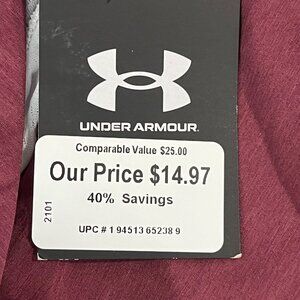 UNDER ARMOUR
Comparable Value $25.00
Our Price $14.97
40% Savings
2101
UPC # 1 94513 65238 9